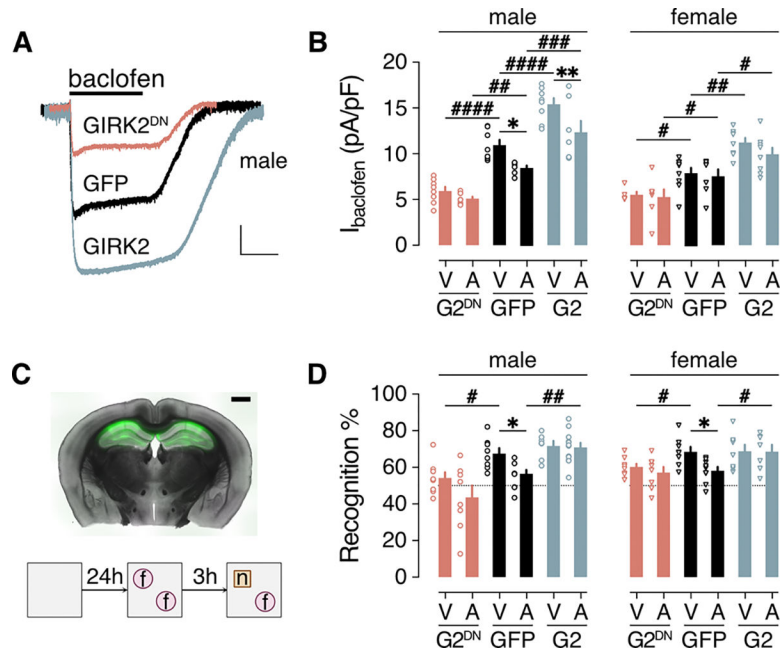 A
baclofen
GIRK2DN
GFP
GIRK2
male
B
male
female
###
####
##
####
**
*
#
##
#
#
Ibaclofen (pA/pF)
20
15
10
5
0
V A V A V A
G2DN GFP G2
V A V A V A
G2DN GFP G2
C
24h
3h
f
f
n
f
D
male
female
#
*
##
#
*
#
Recognition %
100
80
60
40
20
0
V A V A V A
G2DN GFP G2
V A V A V A
G2DN GFP G2